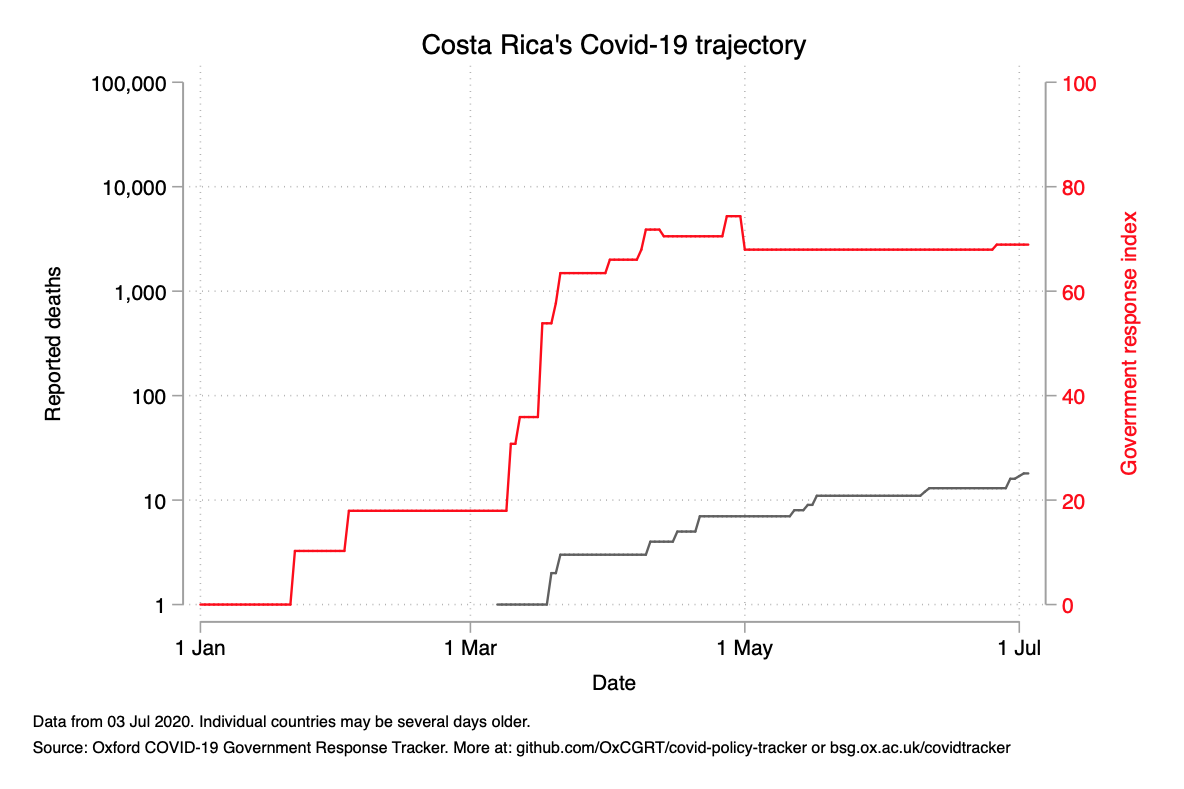 Costa Rica's Covid-19 trajectory
100,000
10,000
1,000
100
10
1
Reported deaths
100
80
60
40
20
0
Government response index
1 Jan
1 Mar
1 May
1 Jul
Date
Data from 03 Jul 2020. Individual countries may be several days older.
Source: Oxford COVID-19 Government Response Tracker. More at: github.com/OxCGRT/covid-policy-tracker or bsg.ox.ac.uk/covidtracker